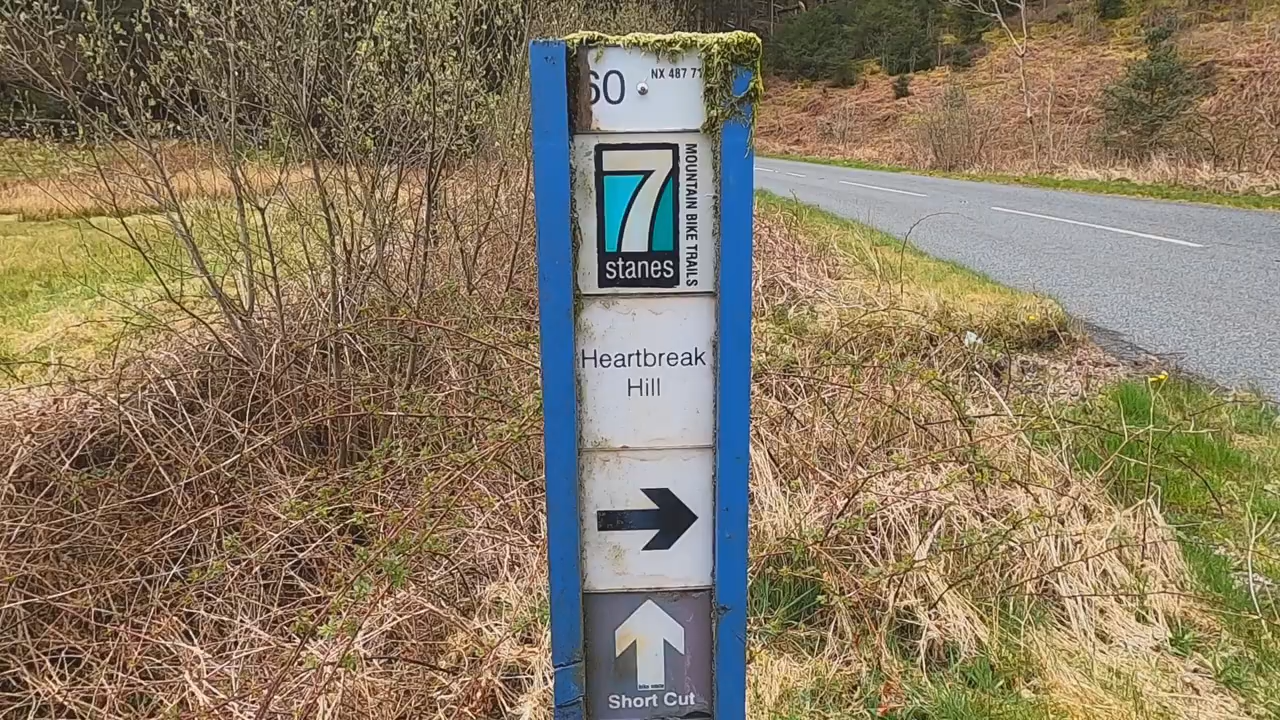 60 NX 487 71
7
stanes
MOUNTAIN BIKE TRAILS
Heartbreak
Hill
Short Cut